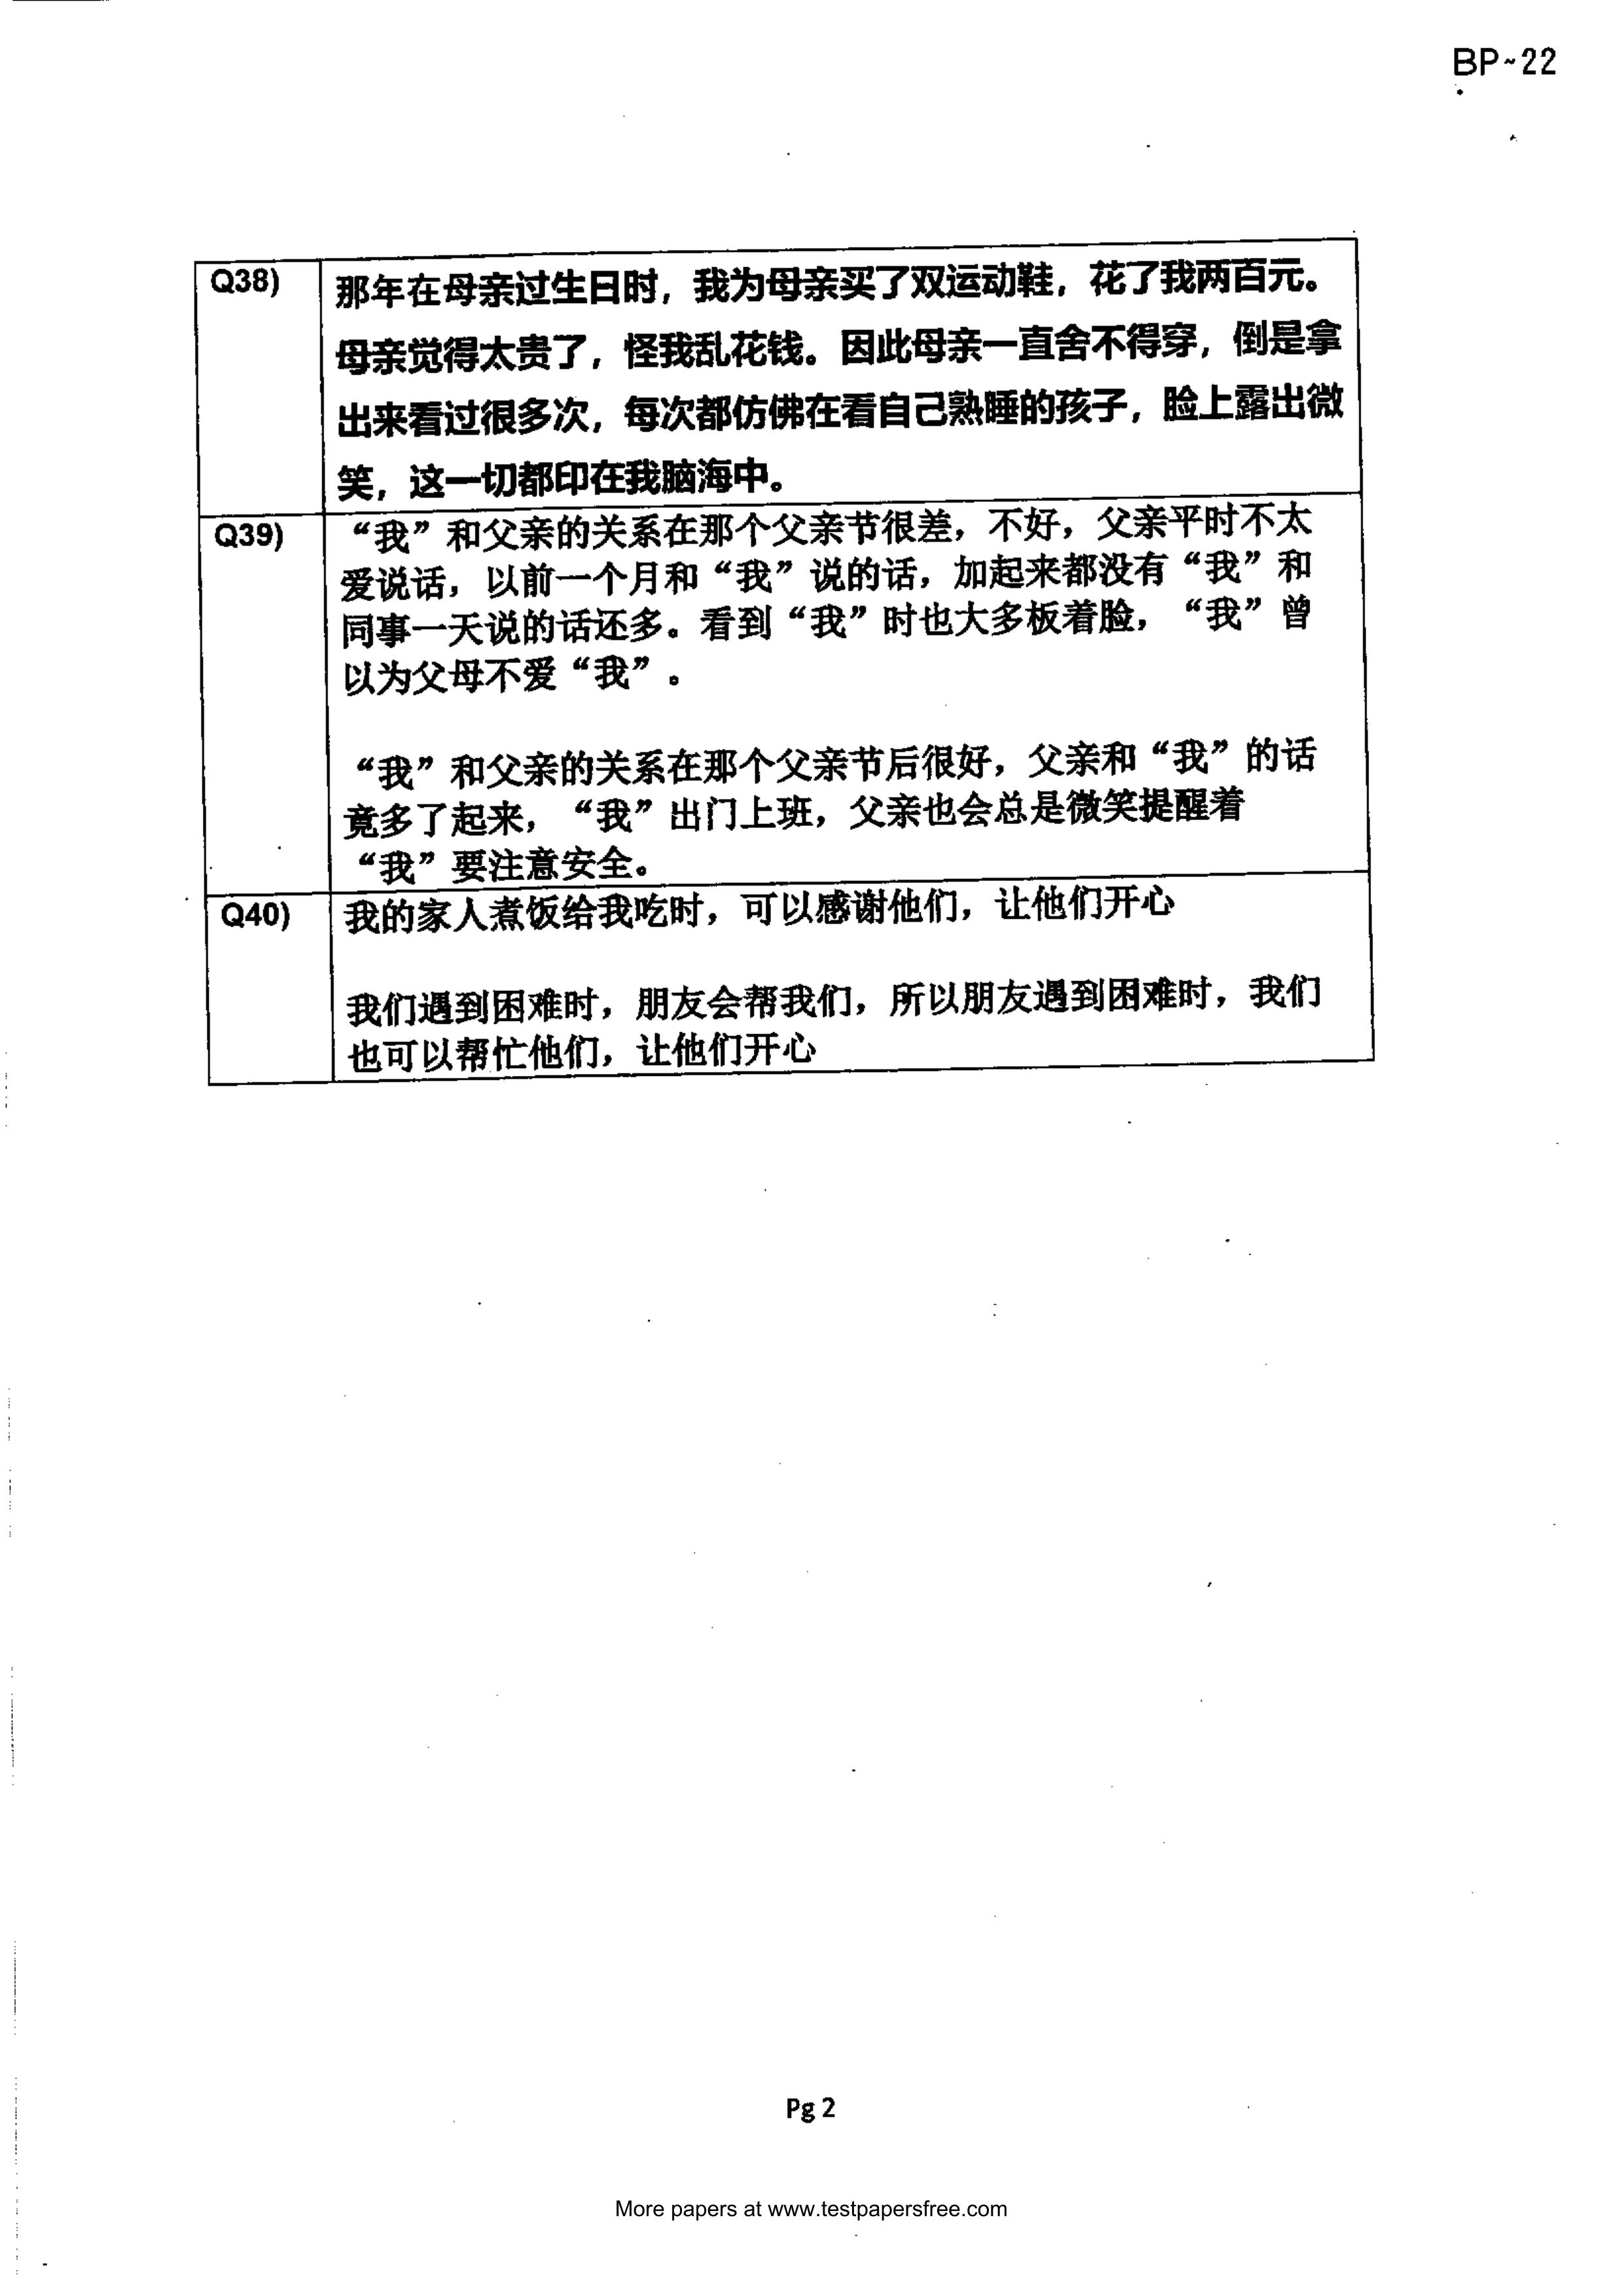 BP~22
Q38)
那年在母亲过生日时，我为母亲买了双运动鞋，花了我两百元。
母亲觉得太贵了，怪我乱花钱。因此母亲一直舍不得穿，倒是拿
出来看过很多次，每次都仿佛在看自己熟睡的孩子，脸上露出微
笑，这一切都印在我脑海中。
Q39)
“我”和父亲的关系在那个父亲节很差，不好，父亲平时不太
爱说话，以前一个月和“我”说的话，加起来都没有“我”和
同事一天说的话还多。看到“我”时也大多板着脸，“我”曾
以为父母不爱“我”。
“我”和父亲的关系在那个父亲节后很好，父亲和“我”的话
竟多了起来，“我”出门上班，父亲也会总是微笑提醒着
“我”要注意安全。
Q40)
我的家人煮饭给我吃时，可以感谢他们，让他们开心
我们遇到困难时，朋友会帮我们，所以朋友遇到困难时，我们
也可以帮忙他们，让他们开心
Pg 2
More papers at www.testpapersfree.com